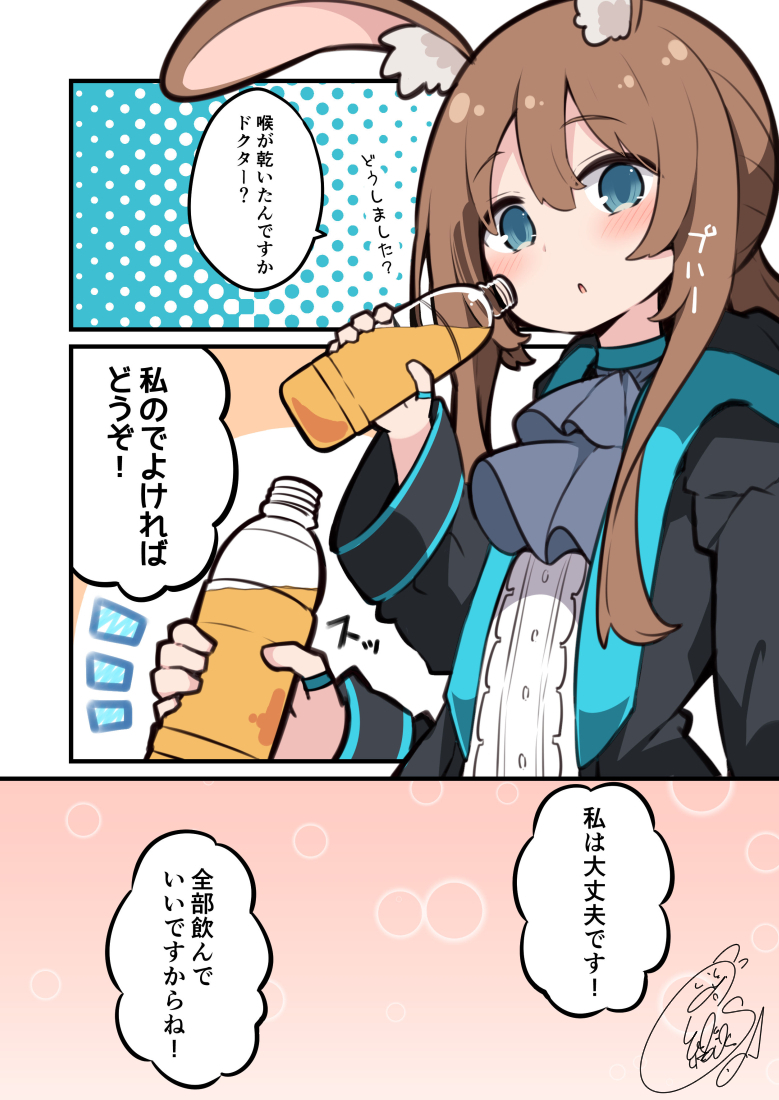 プハー
どうしました?
喉が乾いたんですか
ドクター?
私のでよければ
どうぞ!
スッ
私は大丈夫です!
全部飲んで
いいですからね!